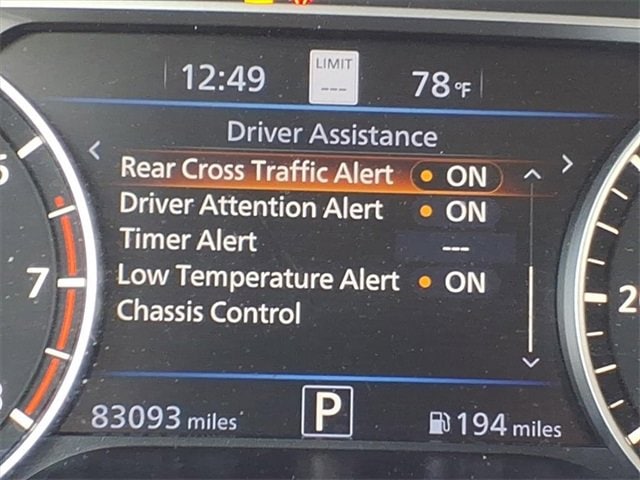 12:49 LIMIT --- 78°F
Driver Assistance
Rear Cross Traffic Alert ON
Driver Attention Alert ON
Timer Alert ---
Low Temperature Alert ON
Chassis Control
83093 miles P 194 miles
7
2